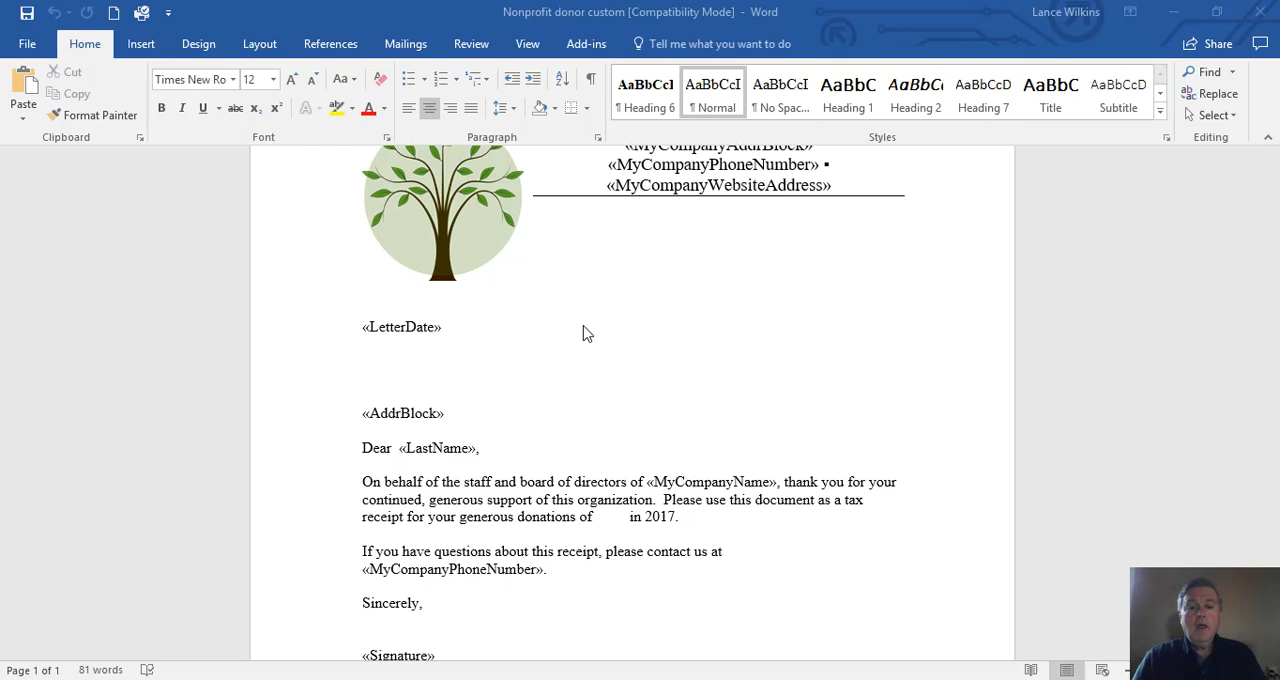 Nonprofit donor custom [Compatibility Mode] - Word
Lance Wilkins
File Home Insert Design Layout References Mailings Review View Add-ins Tell me what you want to do Share
Paste
Cut
Copy
Format Painter
Times New Ro 12 Aa
B I U abc X₂ X² A A
AaBbCcI AaBbCcI AaBbCcI AaBbC AaBbCc AaBbCcD AaBbC AaBbCcD
¶ Heading 6 ¶ Normal ¶ No Spac... Heading 1 Heading 2 Heading 7 Title Subtitle
Find
Replace
Select
Clipboard Font Paragraph Styles Editing
«MyCompanyAddrBlock»
«MyCompanyPhoneNumber» ▪
«MyCompanyWebsiteAddress»
«LetterDate»
«AddrBlock»
Dear «LastName»,
On behalf of the staff and board of directors of «MyCompanyName», thank you for your
continued, generous support of this organization. Please use this document as a tax
receipt for your generous donations of in 2017.
If you have questions about this receipt, please contact us at
«MyCompanyPhoneNumber».
Sincerely,
«Signature»
Page 1 of 1 81 words